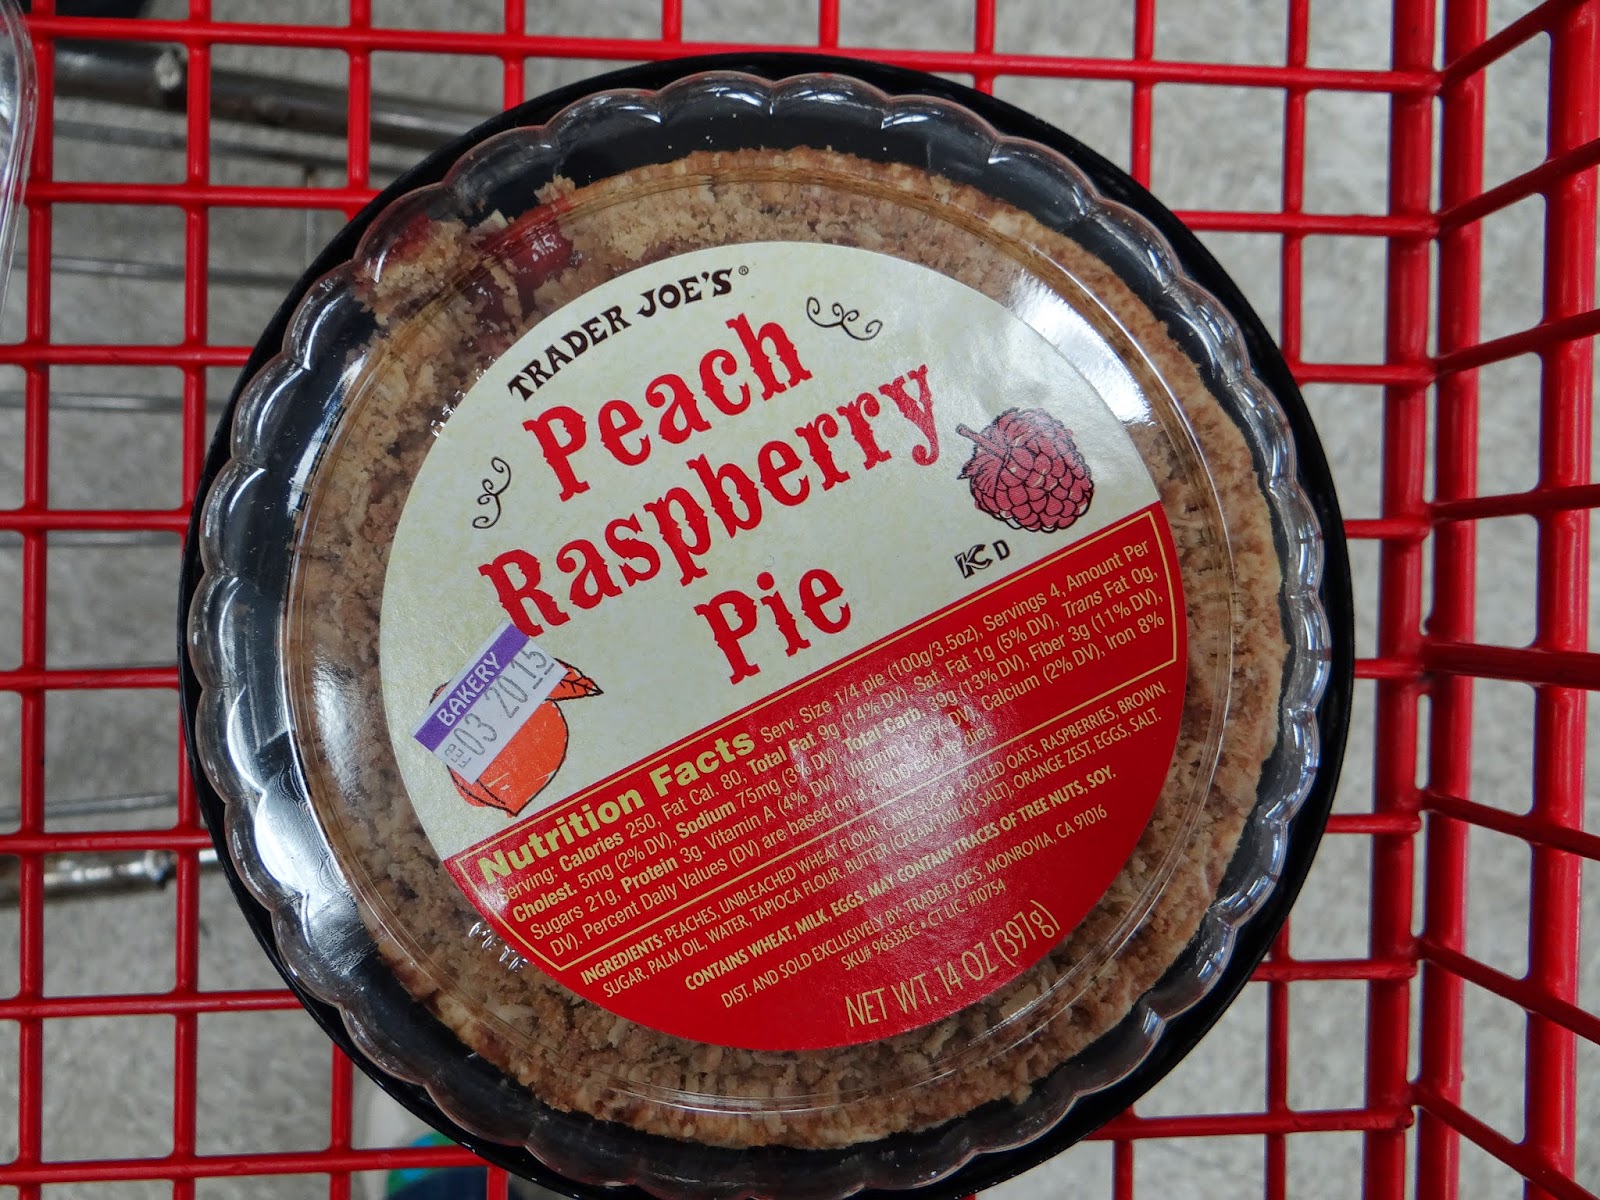 TRADER JOE'S®
Peach
Raspberry
Pie
K D
BAKERY
FEB 03 2015
Nutrition Facts Serv. Size 1/4 pie (100g/3.5oz), Servings 4, Amount Per
Serving: Calories 250, Fat Cal. 80, Total Fat 9g (14% DV), Sat. Fat 1g (5% DV), Trans Fat 0g,
Cholest. 5mg (2% DV), Sodium 75mg (3% DV), Total Carb. 39g (13% DV), Fiber 3g (11% DV),
Sugars 21g, Protein 3g, Vitamin A (4% DV), Vitamin C (8% DV), Calcium (2% DV), Iron 8%
DV). Percent Daily Values (DV) are based on a 2,000 calorie diet.
INGREDIENTS: PEACHES, UNBLEACHED WHEAT FLOUR, CANE SUGAR, ROLLED OATS, RASPBERRIES, BROWN
SUGAR, PALM OIL, WATER, TAPIOCA FLOUR, BUTTER (CREAM [MILK], SALT), ORANGE ZEST, EGGS, SALT.
CONTAINS WHEAT, MILK, EGGS. MAY CONTAIN TRACES OF TREE NUTS, SOY.
DIST. AND SOLD EXCLUSIVELY BY: TRADER JOE'S, MONROVIA, CA 91016
SKU# 96533EC • CT LIC. #10754
NET WT. 14 OZ (397g)